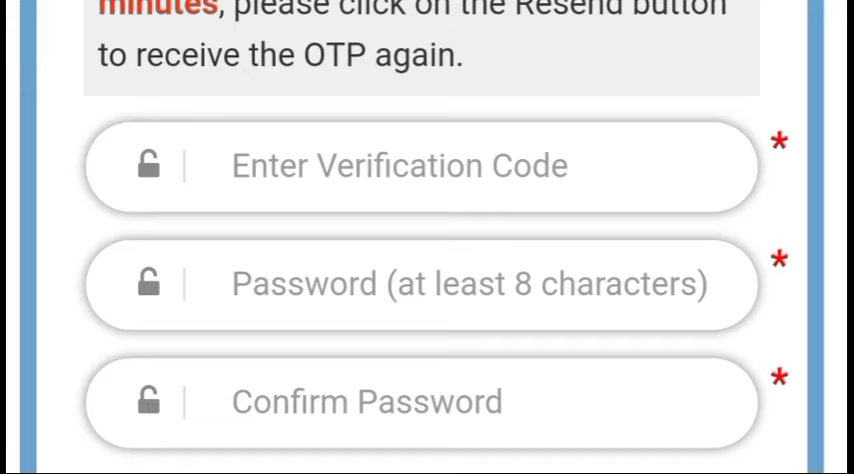 minutes, please click on the Resend button
to receive the OTP again.
Enter Verification Code
*
Password (at least 8 characters)
*
Confirm Password
*